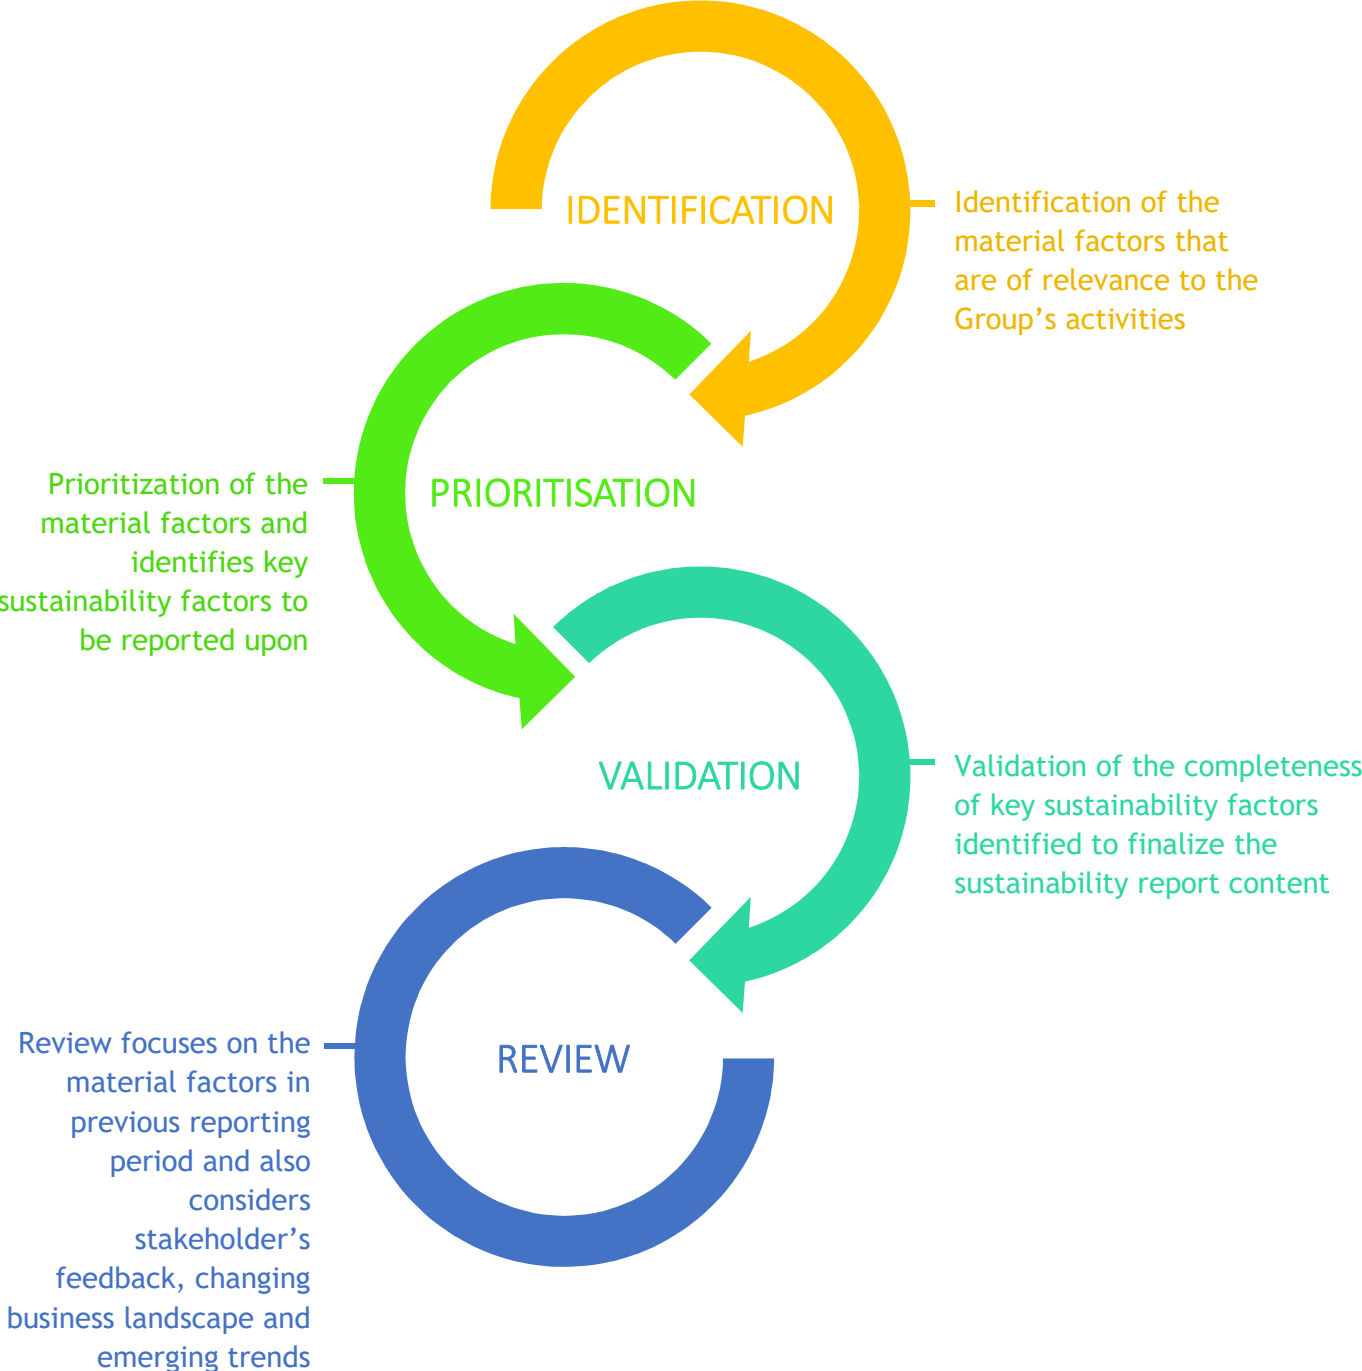 IDENTIFICATION
Identification of the
material factors that
are of relevance to the
Group’s activities
PRIORITISATION
Prioritization of the
material factors and
identifies key
sustainability factors to
be reported upon
VALIDATION
Validation of the completeness
of key sustainability factors
identified to finalize the
sustainability report content
REVIEW
Review focuses on the
material factors in
previous reporting
period and also
considers
stakeholder’s
feedback, changing
business landscape and
emerging trends